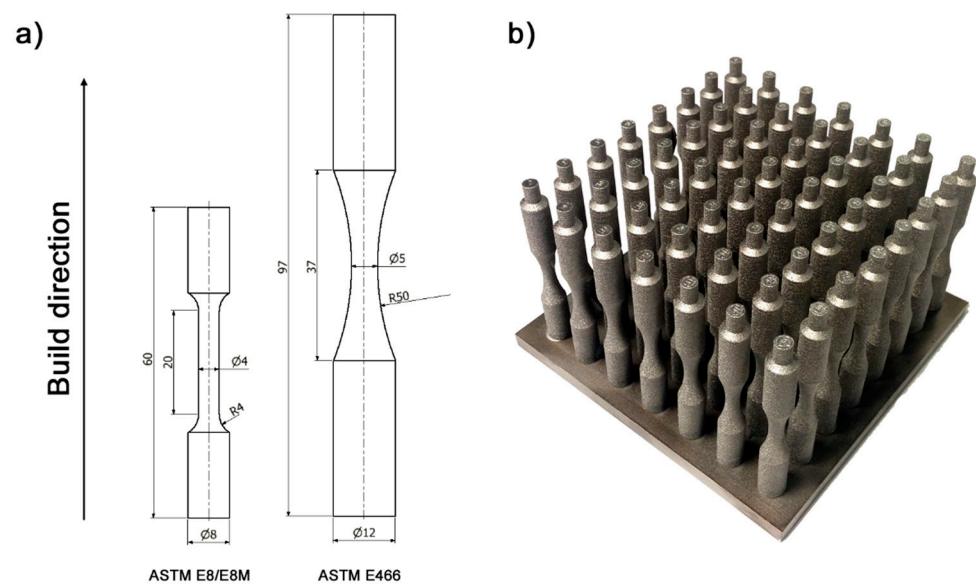 a)
b)
Build direction
60
20
Ø4
R4
Ø8
ASTM E8/E8M
97
37
Ø5
R50
Ø12
ASTM E466